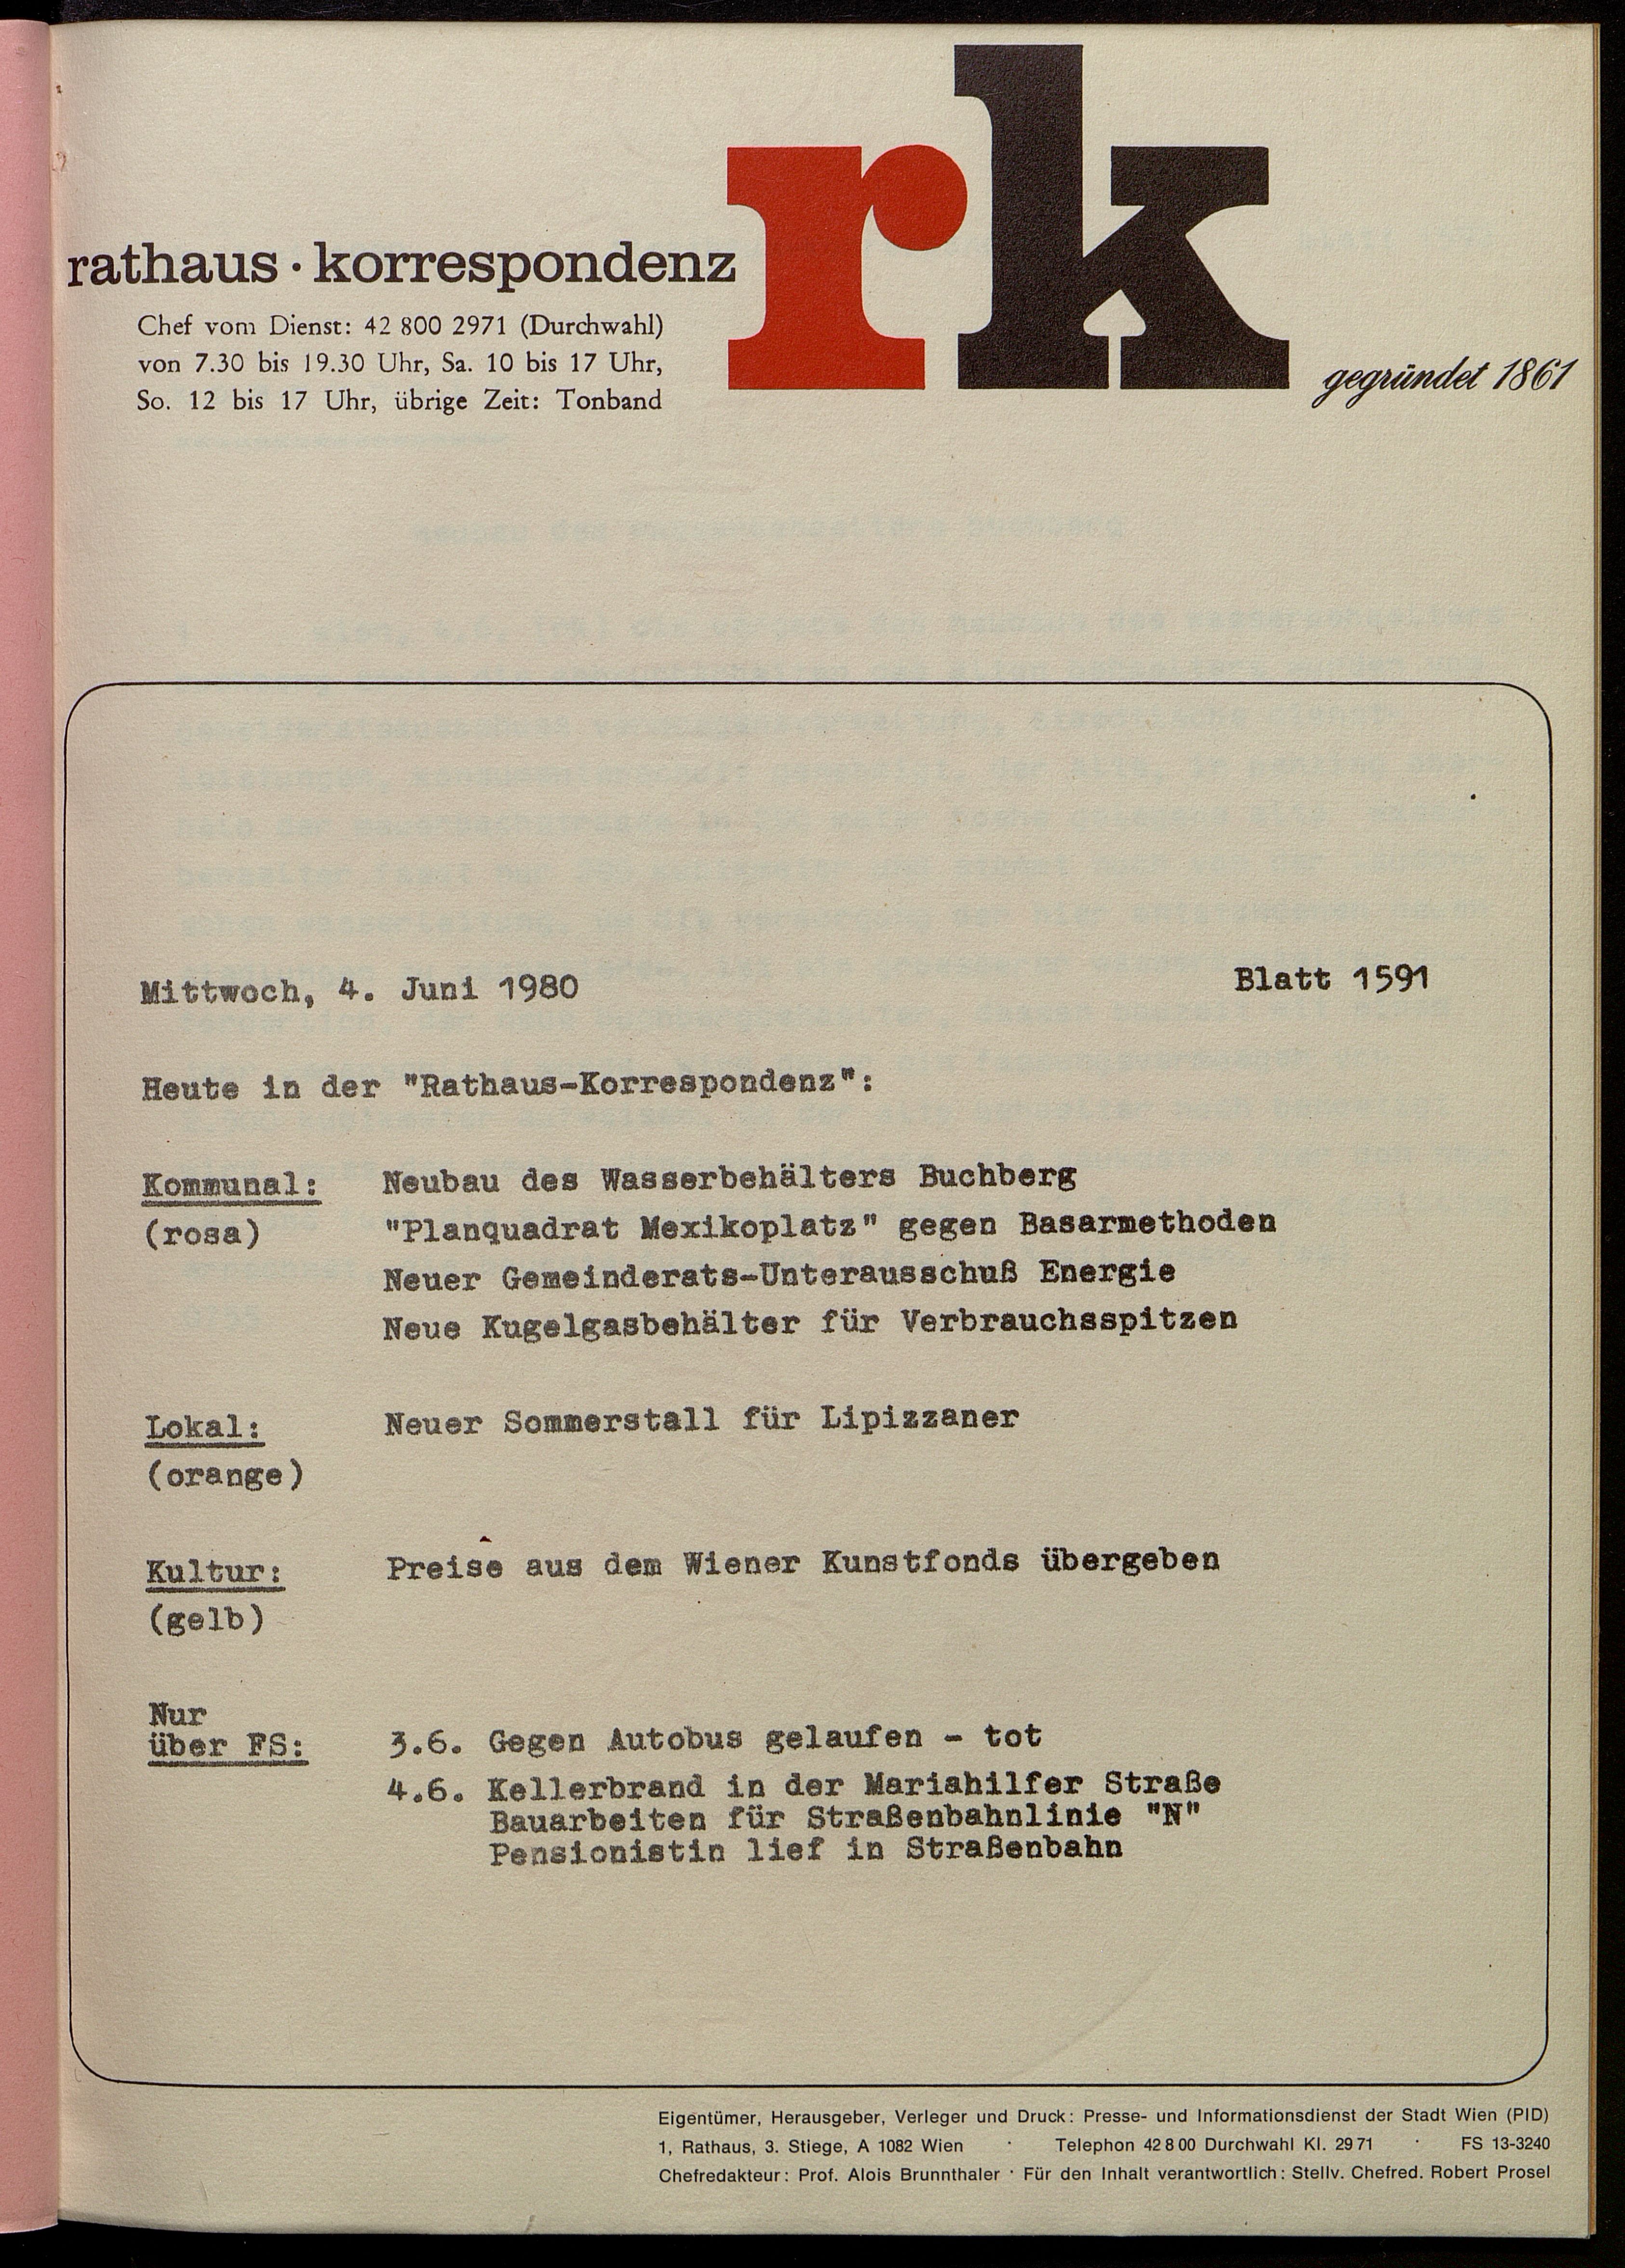 rk
rathaus · korrespondenz
Chef vom Dienst: 42 800 2971 (Durchwahl)
von 7.30 bis 19.30 Uhr, Sa. 10 bis 17 Uhr,
So. 12 bis 17 Uhr, übrige Zeit: Tonband
gegründet 1861
Mittwoch, 4. Juni 1980 Blatt 1591
Heute in der "Rathaus-Korrespondenz":
Kommunal: Neubau des Wasserbehälters Buchberg
(rosa) "Planquadrat Mexikoplatz" gegen Basarmethoden
Neuer Gemeinderats-Unterausschuß Energie
Neue Kugelgasbehälter für Verbrauchsspitzen
Lokal: Neuer Sommerstall für Lipizzaner
(orange)
Kultur: Preise aus dem Wiener Kunstfonds übergeben
(gelb)
Nur
über FS: 3.6. Gegen Autobus gelaufen - tot
4.6. Kellerbrand in der Mariahilfer Straße
Bauarbeiten für Straßenbahnlinie "N"
Pensionistin lief in Straßenbahn
Eigentümer, Herausgeber, Verleger und Druck: Presse- und Informationsdienst der Stadt Wien (PID)
1, Rathaus, 3. Stiege, A 1082 Wien · Telephon 42 8 00 Durchwahl Kl. 29 71 · FS 13-3240
Chefredakteur: Prof. Alois Brunnthaler · Für den Inhalt verantwortlich: Stellv. Chefred. Robert Prosel